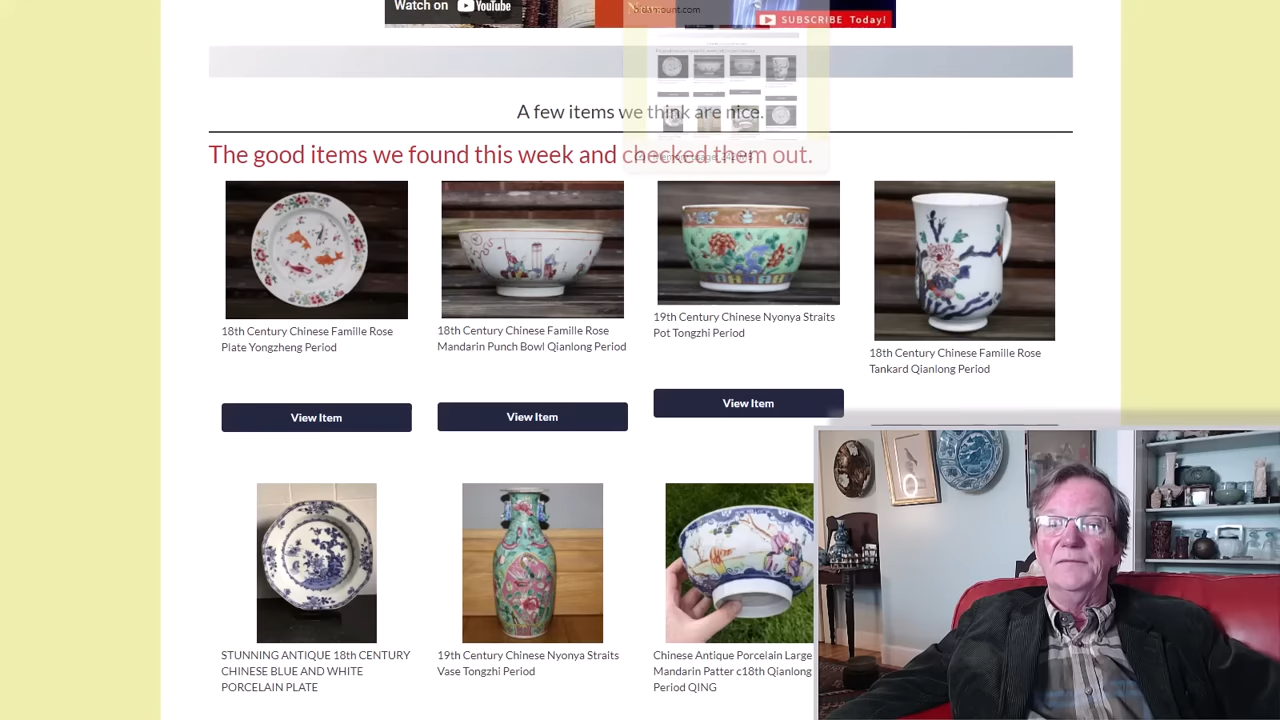 Watch on YouTube
News
SUBSCRIBE Today!
A few items we think are nice.
The good items we found this week and checked them out.
18th Century Chinese Famille Rose
Plate Yongzheng Period
18th Century Chinese Famille Rose
Mandarin Punch Bowl Qianlong Period
19th Century Chinese Nyonya Straits
Pot Tongzhi Period
18th Century Chinese Famille Rose
Tankard Qianlong Period
View Item
View Item
View Item
STUNNING ANTIQUE 18th CENTURY
CHINESE BLUE AND WHITE
PORCELAIN PLATE
19th Century Chinese Nyonya Straits
Vase Tongzhi Period
Chinese Antique Porcelain Large
Mandarin Patter c18th Qianlong
Period QING